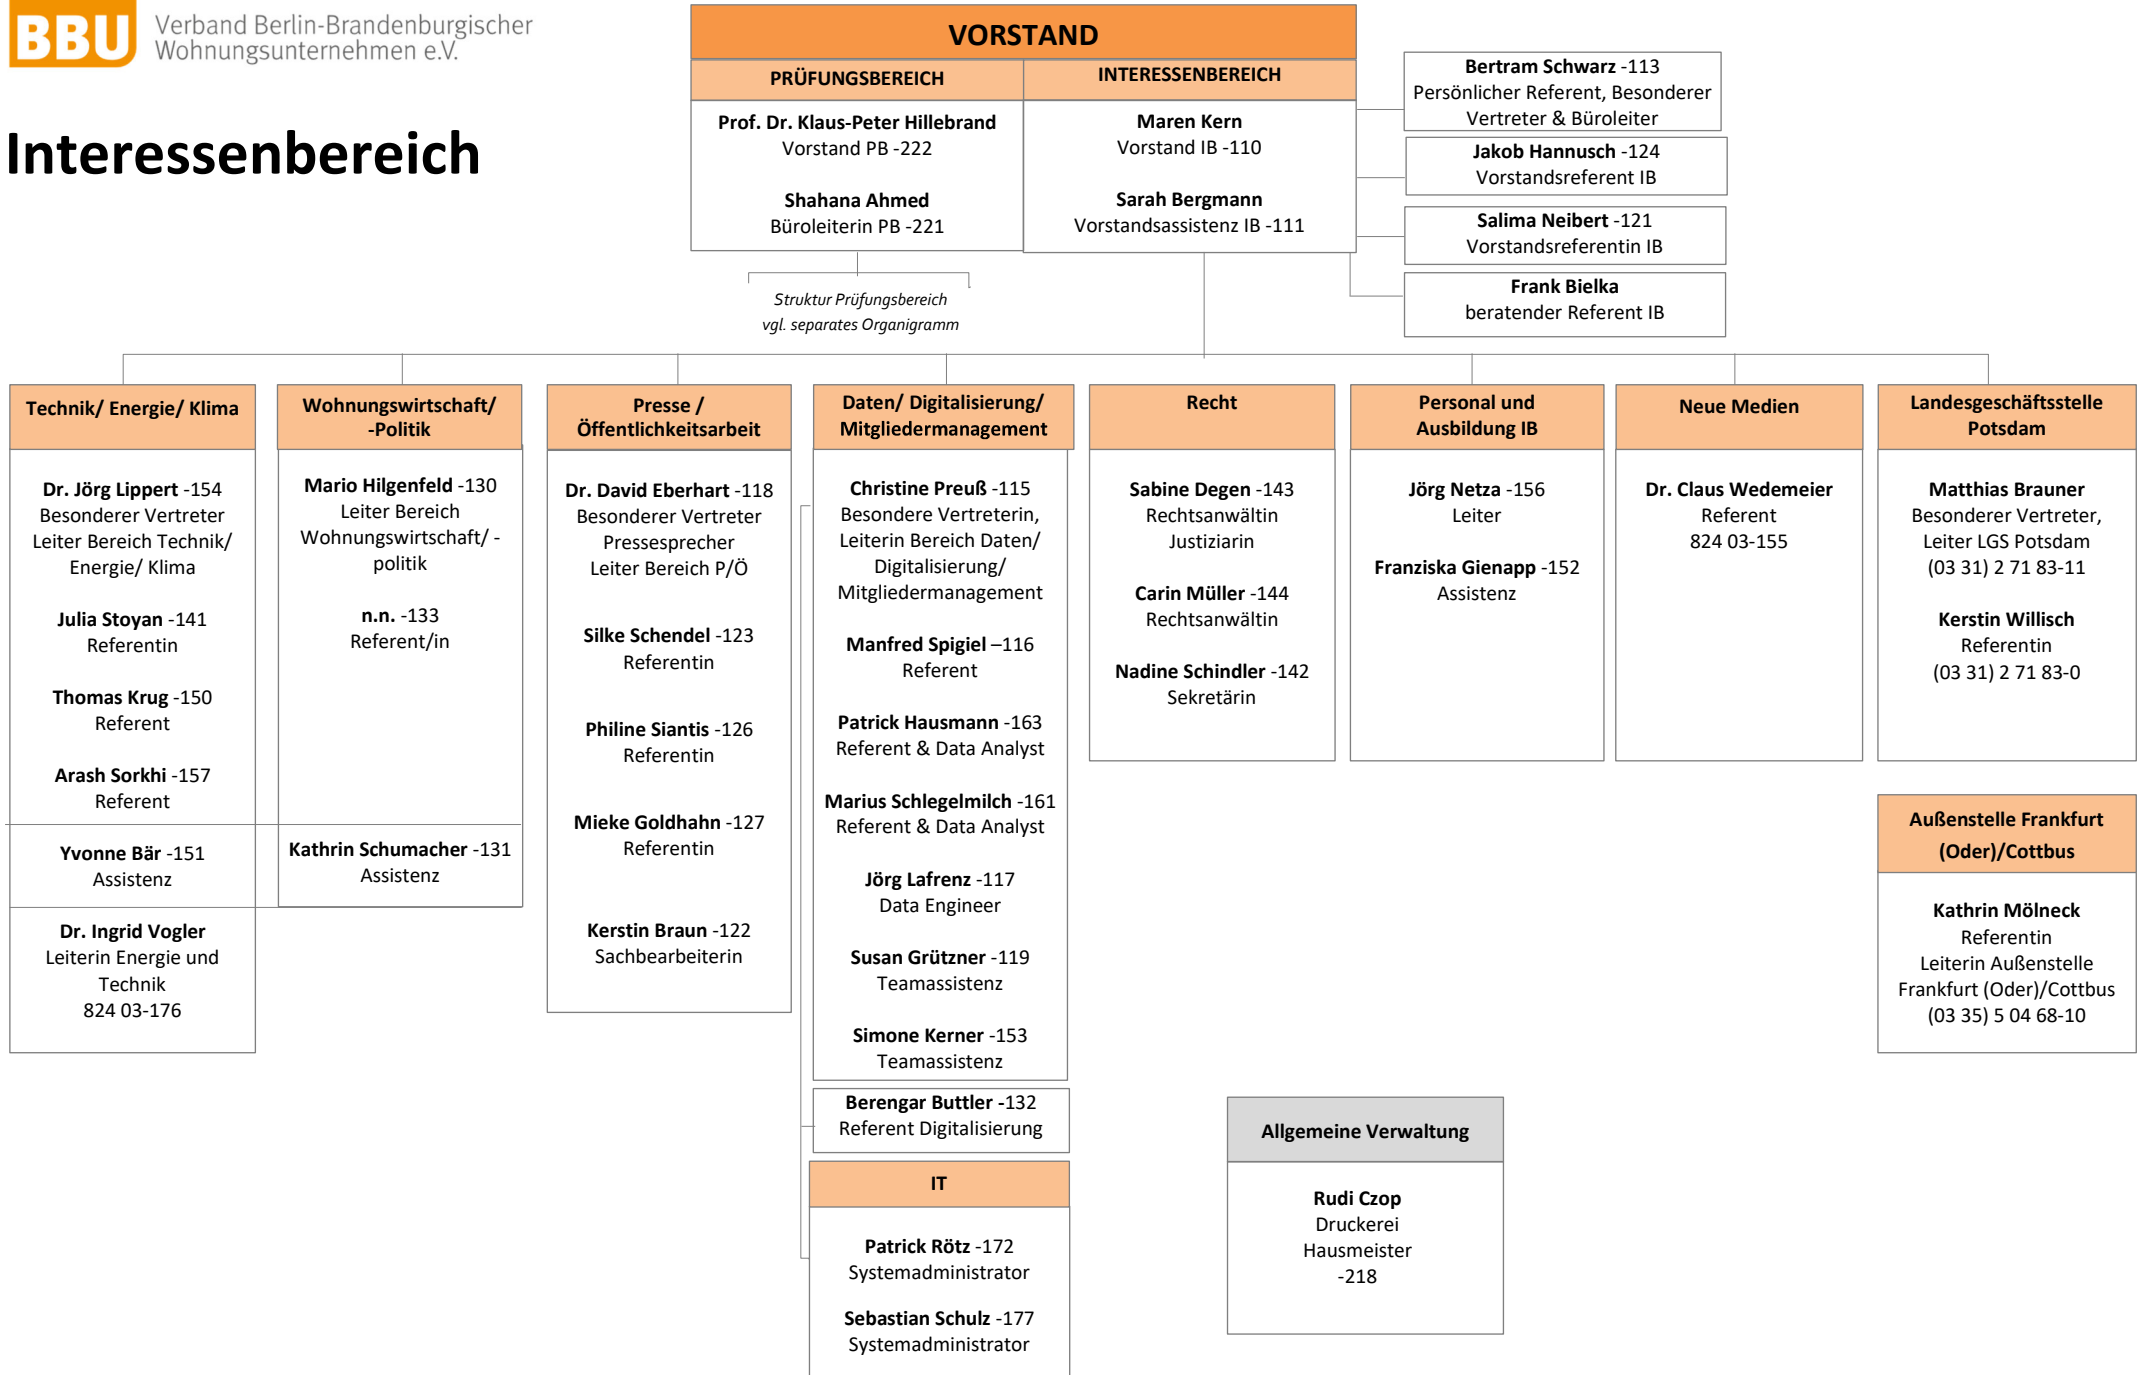 BBU
Verband Berlin-Brandenburgischer
Wohnungsunternehmen e.V.
Interessenbereich
VORSTAND
PRÜFUNGSBEREICH
Prof. Dr. Klaus-Peter Hillebrand
Vorstand PB -222
Shahana Ahmed
Büroleiterin PB -221
INTERESSENBEREICH
Maren Kern
Vorstand IB -110
Sarah Bergmann
Vorstandsassistenz IB -111
Struktur Prüfungsbereich
vgl. separates Organigramm
Bertram Schwarz -113
Persönlicher Referent, Besonderer
Vertreter & Büroleiter
Jakob Hannusch -124
Vorstandsreferent IB
Salima Neibert -121
Vorstandsreferentin IB
Frank Bielka
beratender Referent IB
Technik/ Energie/ Klima
Dr. Jörg Lippert -154
Besonderer Vertreter
Leiter Bereich Technik/
Energie/ Klima
Julia Stoyan -141
Referentin
Thomas Krug -150
Referent
Arash Sorkhi -157
Referent
Yvonne Bär -151
Assistenz
Dr. Ingrid Vogler
Leiterin Energie und
Technik
824 03-176
Wohnungswirtschaft/
-Politik
Mario Hilgenfeld -130
Leiter Bereich
Wohnungswirtschaft/ -
politik
n.n. -133
Referent/in
Kathrin Schumacher -131
Assistenz
Presse /
Öffentlichkeitsarbeit
Dr. David Eberhart -118
Besonderer Vertreter
Pressesprecher
Leiter Bereich P/Ö
Silke Schendel -123
Referentin
Philine Siantis -126
Referentin
Mieke Goldhahn -127
Referentin
Kerstin Braun -122
Sachbearbeiterin
Daten/ Digitalisierung/
Mitgliedermanagement
Christine Preuß -115
Besondere Vertreterin,
Leiterin Bereich Daten/
Digitalisierung/
Mitgliedermanagement
Manfred Spigiel –116
Referent
Patrick Hausmann -163
Referent & Data Analyst
Marius Schlegelmilch -161
Referent & Data Analyst
Jörg Lafrenz -117
Data Engineer
Susan Grützner -119
Teamassistenz
Simone Kerner -153
Teamassistenz
Berengar Buttler -132
Referent Digitalisierung
IT
Patrick Rötz -172
Systemadministrator
Sebastian Schulz -177
Systemadministrator
Recht
Sabine Degen -143
Rechtsanwältin
Justiziarin
Carin Müller -144
Rechtsanwältin
Nadine Schindler -142
Sekretärin
Personal und
Ausbildung IB
Jörg Netza -156
Leiter
Franziska Gienapp -152
Assistenz
Neue Medien
Dr. Claus Wedemeier
Referent
824 03-155
Landesgeschäftsstelle
Potsdam
Matthias Brauner
Besonderer Vertreter,
Leiter LGS Potsdam
(03 31) 2 71 83-11
Kerstin Willisch
Referentin
(03 31) 2 71 83-0
Außenstelle Frankfurt
(Oder)/Cottbus
Kathrin Mölneck
Referentin
Leiterin Außenstelle
Frankfurt (Oder)/Cottbus
(03 35) 5 04 68-10
Allgemeine Verwaltung
Rudi Czop
Druckerei
Hausmeister
-218